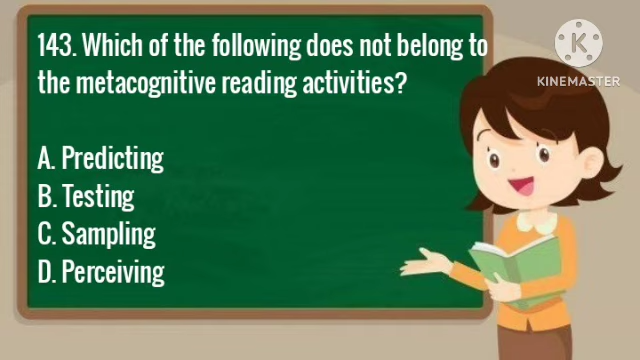 143. Which of the following does not belong to
the metacognitive reading activities?
A. Predicting
B. Testing
C. Sampling
D. Perceiving
K
KINEMASTER